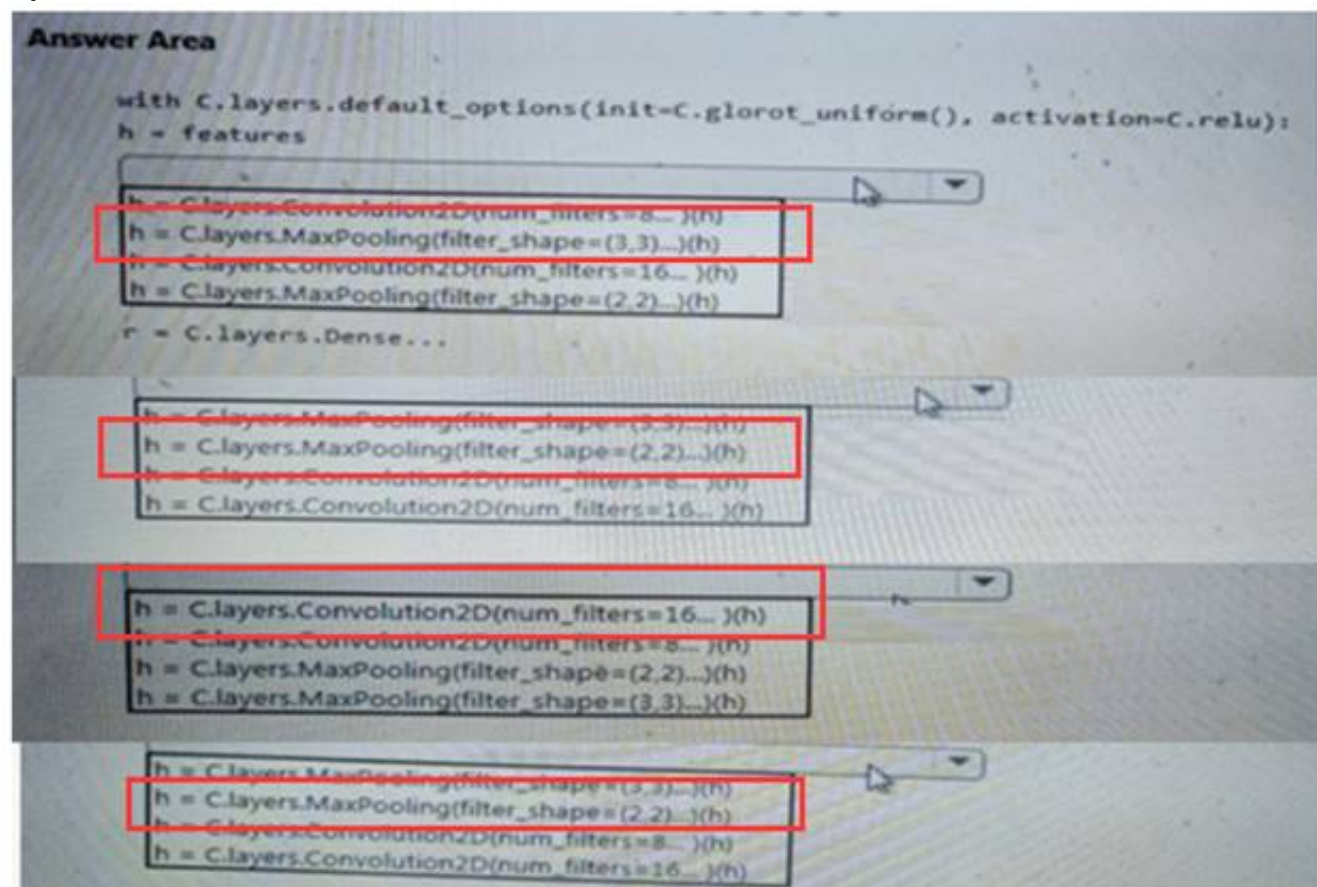 Answer Area
with C.layers.default_options(init=C.glorot_uniform(), activation=C.relu):
h = features
h = C.layers.Convolution2D(num_filters=8... )(h)
h = C.layers.MaxPooling(filter_shape=(3,3)...)(h)
h = C.layers.Convolution2D(num_filters=16... )(h)
h = C.layers.MaxPooling(filter_shape=(2,2)...)(h)
r = C.layers.Dense...
h = C.layers.MaxPooling(filter_shape=(3,3)...)(h)
h = C.layers.MaxPooling(filter_shape=(2,2)...)(h)
h = C.layers.Convolution2D(num_filters=8... )(h)
h = C.layers.Convolution2D(num_filters=16... )(h)
h = C.layers.Convolution2D(num_filters=16... )(h)
h = C.layers.Convolution2D(num_filters=8... )(h)
h = C.layers.MaxPooling(filter_shape=(2,2)...)(h)
h = C.layers.MaxPooling(filter_shape=(3,3)...)(h)
h = C.layers.MaxPooling(filter_shape=(3,3)...)(h)
h = C.layers.MaxPooling(filter_shape=(2,2)...)(h)
h = C.layers.Convolution2D(num_filters=8... )(h)
h = C.layers.Convolution2D(num_filters=16... )(h)